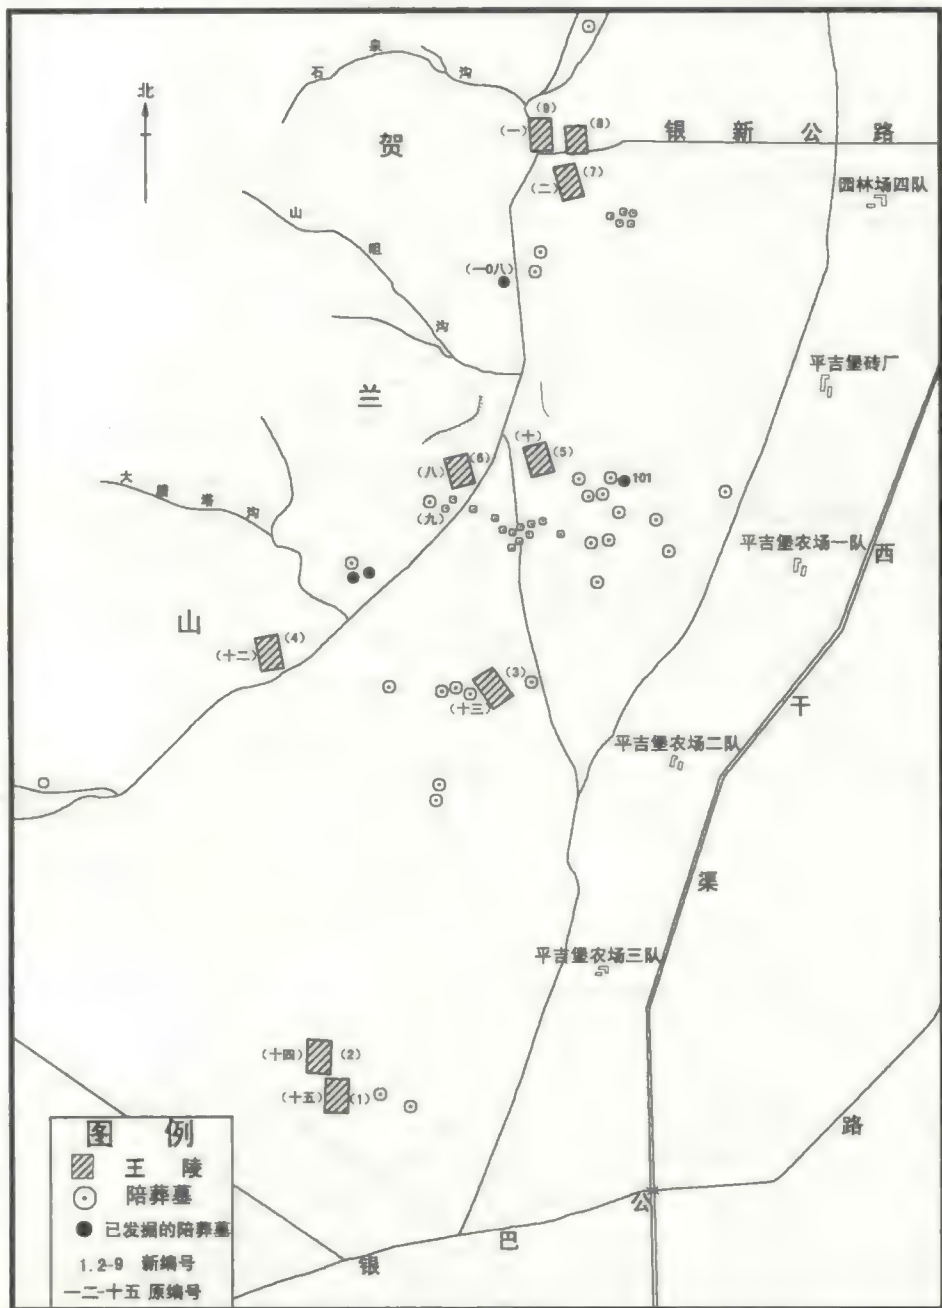 石泉沟
北
贺
(9)
(一)
(8)
银新公路
(二)
(7)
园林场四队
山咀沟
(一0八)
平吉堡砖厂
兰
(十)
(5)
(八)
(6)
101
(九)
大
塔沟
平吉堡农场一队
西
山
(4)
(十二)
(3)
(十三)
干
平吉堡农场二队
渠
平吉堡农场三队
(十四)
(2)
(十五)
(1)
图 例
王 陵
陪葬墓
已发掘的陪葬墓
1.2-9 新编号
一二-十五 原编号
银巴公路